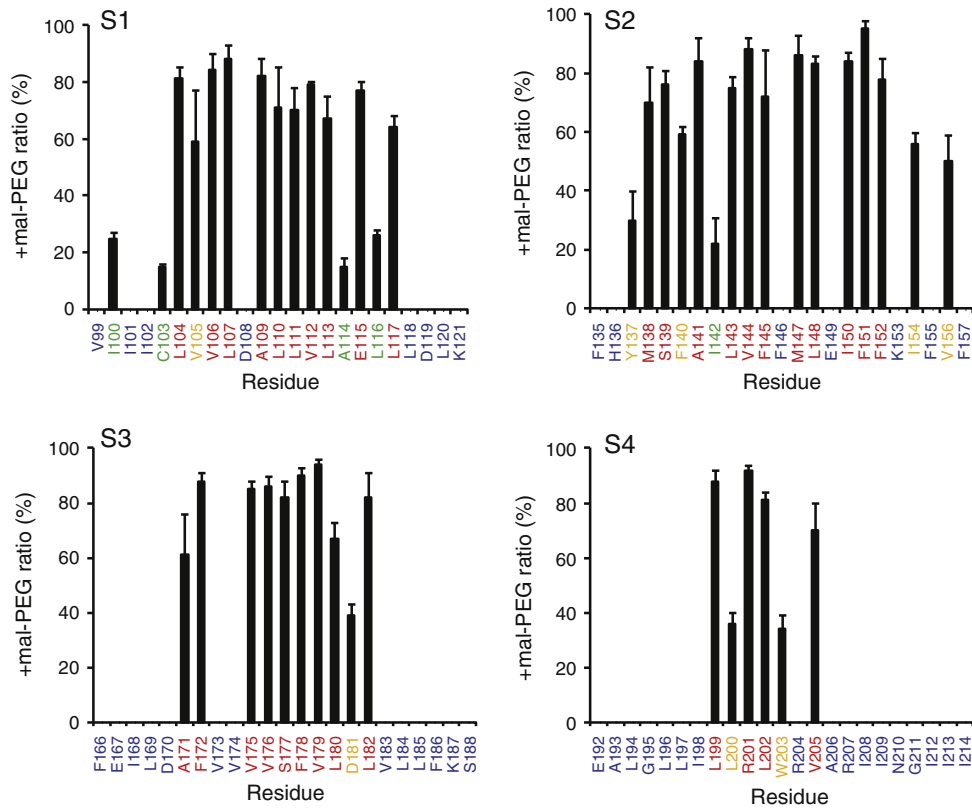 S1
+mal-PEG ratio (%)
100
80
60
40
20
0
V99 I100 I101 I102 C103 L104 V105 V106 L107 D108 A109 L110 L111 V112 L113 A114 E115 L116 L117 L118 D119 L120 K121
Residue
S2
+mal-PEG ratio (%)
100
80
60
40
20
0
F135 H136 Y137 M138 S139 F140 A141 I142 L143 V144 F145 F146 M147 L148 E149 I150 F151 F152 K153 I154 F155 V156 F157
Residue
S3
+mal-PEG ratio (%)
100
80
60
40
20
0
F166 E167 I168 L169 D170 A171 F172 V173 V174 V175 V176 S177 F178 V179 L180 D181 L182 V183 L184 L185 F186 K187 S188
Residue
S4
+mal-PEG ratio (%)
100
80
60
40
20
0
E192 A193 L194 G195 L196 L197 I198 L199 L200 R201 L202 W203 R204 V205 A206 R207 I208 I209 N210 G211 I212 I213 I214
Residue